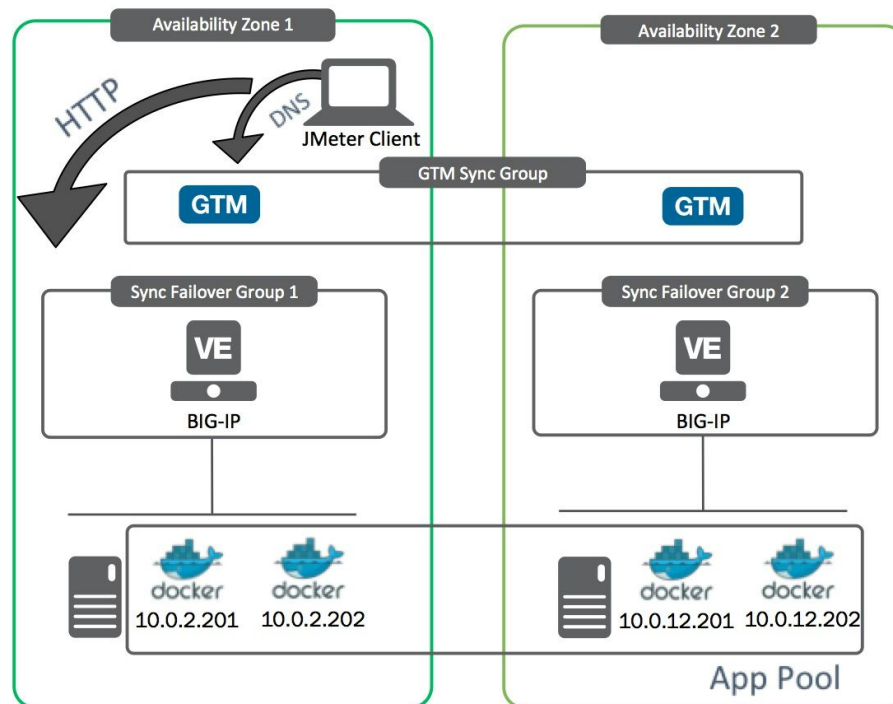 Availability Zone 1
Availability Zone 2
HTTP
DNS
JMeter Client
GTM Sync Group
GTM
GTM
Sync Failover Group 1
Sync Failover Group 2
VE
VE
BIG-IP
BIG-IP
docker
docker
docker
docker
10.0.2.201
10.0.2.202
10.0.12.201
10.0.12.202
App Pool